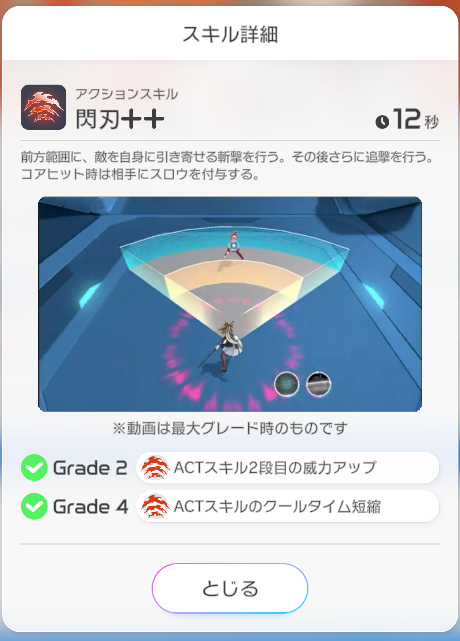 スキル詳細
アクションスキル
閃刃++
12秒
前方範囲に、敵を自身に引き寄せる斬撃を行う。その後さらに追撃を行う。
コアヒット時は相手にスロウを付与する。
※動画は最大グレード時のものです
Grade 2 ACTスキル2段目の威力アップ
Grade 4 ACTスキルのクールタイム短縮
とじる